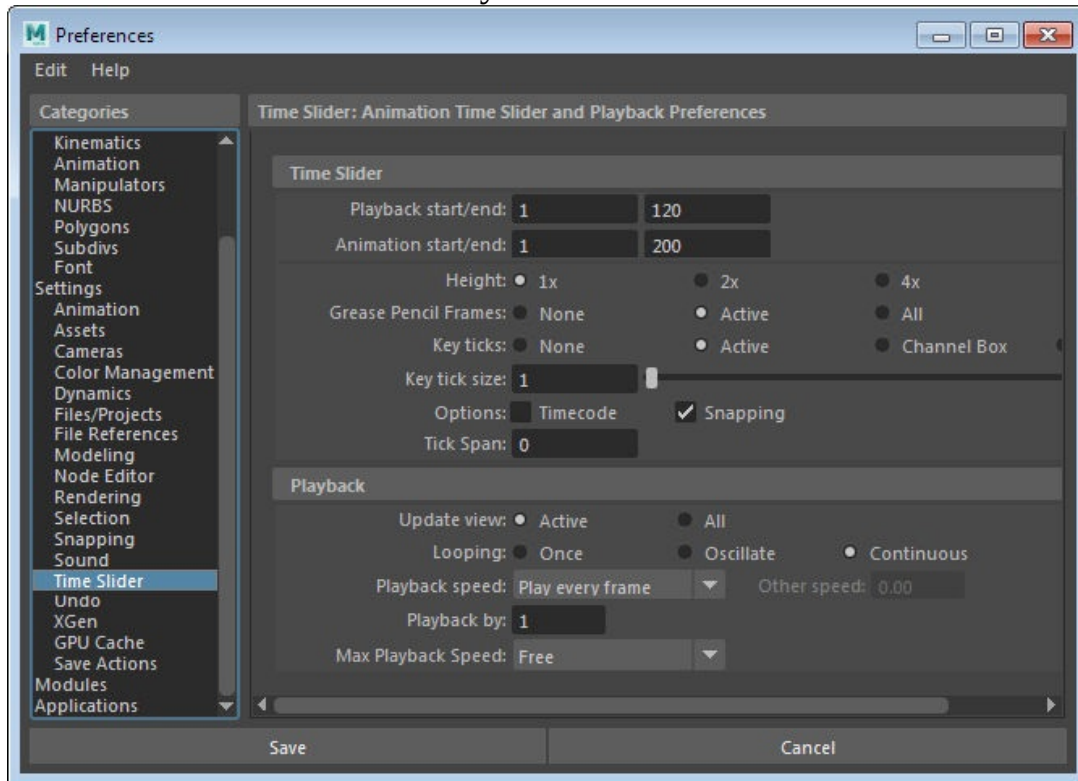 Preferences
Edit Help
Categories
Kinematics
Animation
Manipulators
NURBS
Polygons
Subdivs
Font
Settings
Animation
Assets
Cameras
Color Management
Dynamics
Files/Projects
File References
Modeling
Node Editor
Rendering
Selection
Snapping
Sound
Time Slider
Undo
XGen
GPU Cache
Save Actions
Modules
Applications
Time Slider: Animation Time Slider and Playback Preferences
Time Slider
Playback start/end: 1 120
Animation start/end: 1 200
Height: 1x 2x 4x
Grease Pencil Frames: None Active All
Key ticks: None Active Channel Box
Key tick size: 1
Options: Timecode Snapping
Tick Span: 0
Playback
Update view: Active All
Looping: Once Oscillate Continuous
Playback speed: Play every frame Other speed: 0.00
Playback by: 1
Max Playback Speed: Free
Save Cancel